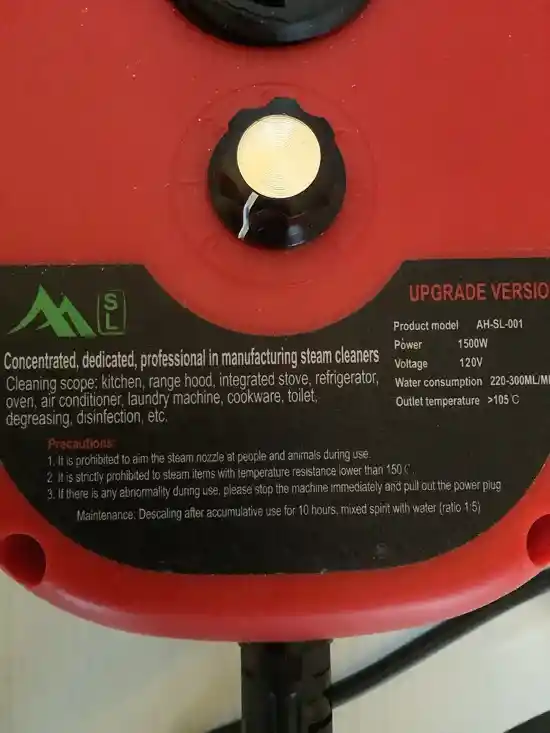 S
L
UPGRADE VERSIO
Product model AH-SL-001
Power 1500W
Voltage 120V
Water consumption 220-300ML/MI
Outlet temperature >105℃
Concentrated, dedicated, professional in manufacturing steam cleaners
Cleaning scope: kitchen, range hood, integrated stove, refrigerator,
oven, air conditioner, laundry machine, cookware, toilet,
degreasing, disinfection, etc.
Precautions:
1. It is prohibited to aim the steam nozzle at people and animals during use.
2 It is strictly prohibited to steam items with temperature resistance lower than 150℃.
3. If there is any abnormality during use, please stop the machine immediately and pull out the power plug
Maintenance: Descaling after accumulative use for 10 hours, mixed spirit with water (ratio 1:5)